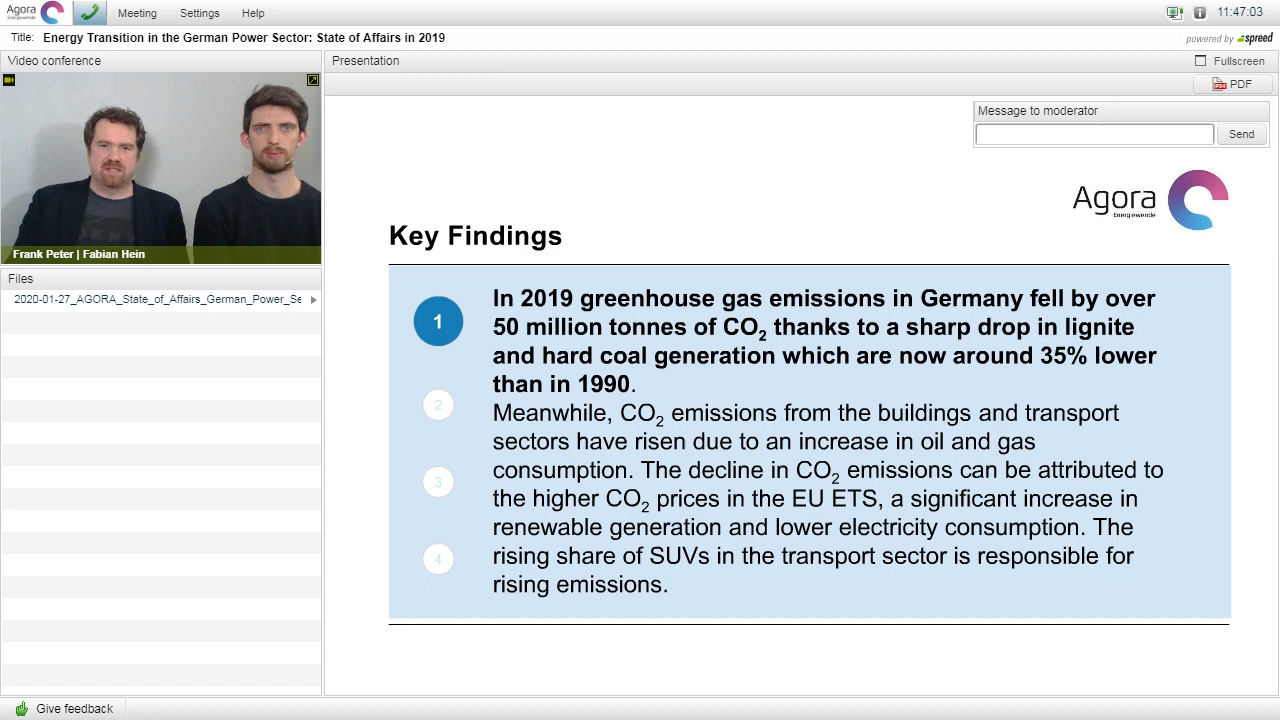 Agora
Energiewende
Meeting
Settings
Help
11:47:03
Title: Energy Transition in the German Power Sector: State of Affairs in 2019
powered by spreed
Video conference
Presentation
Fullscreen
PDF
Message to moderator
Send
Agora
Energiewende
Key Findings
Frank Peter | Fabian Hein
Files
2020-01-27_AGORA_State_of_Affairs_German_Power_Se
1
In 2019 greenhouse gas emissions in Germany fell by over
50 million tonnes of CO2 thanks to a sharp drop in lignite
and hard coal generation which are now around 35% lower
than in 1990.
2
Meanwhile, CO2 emissions from the buildings and transport
sectors have risen due to an increase in oil and gas
consumption. The decline in CO2 emissions can be attributed to
3
the higher CO2 prices in the EU ETS, a significant increase in
renewable generation and lower electricity consumption. The
4
rising share of SUVs in the transport sector is responsible for
rising emissions.
Give feedback